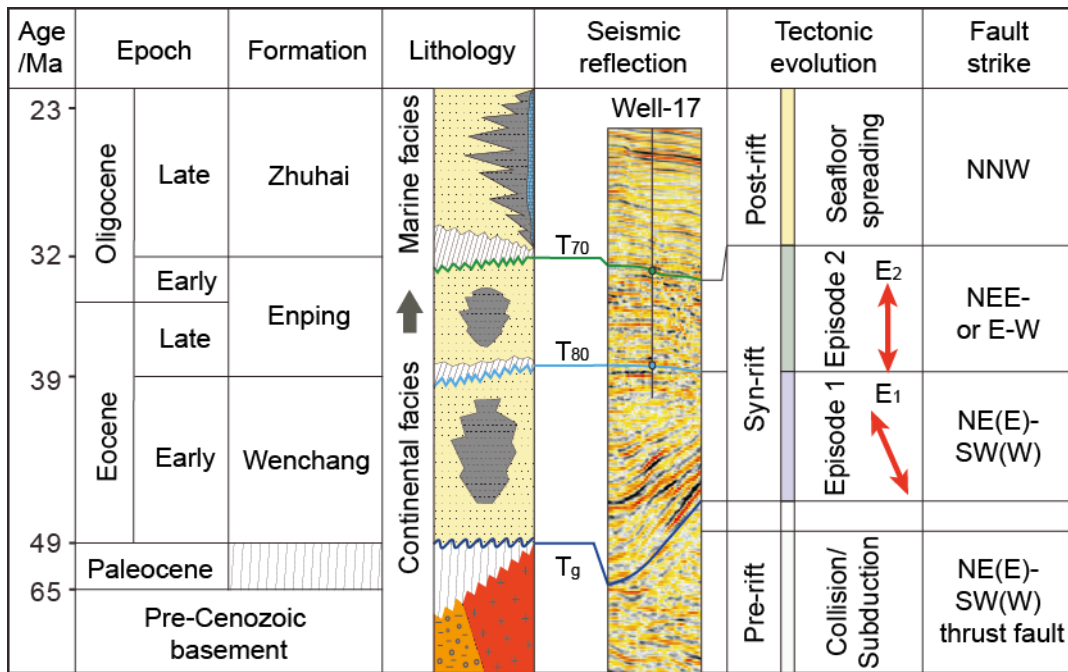 Age
/Ma
Epoch
Formation
Lithology
Seismic
reflection
Tectonic
evolution
Fault
strike
23
32
39
49
65
Oligocene
Late
Early
Eocene
Late
Early
Paleocene
Pre-Cenozoic
basement
Zhuhai
Enping
Wenchang
Marine facies
Continental facies
Well-17
T70
T80
Tg
Post-rift
Syn-rift
Pre-rift
Seafloor
spreading
Episode 2
E2
Episode 1
E1
Collision/
Subduction
NNW
NEE-
or E-W
NE(E)-
SW(W)
NE(E)-
SW(W)
thrust fault